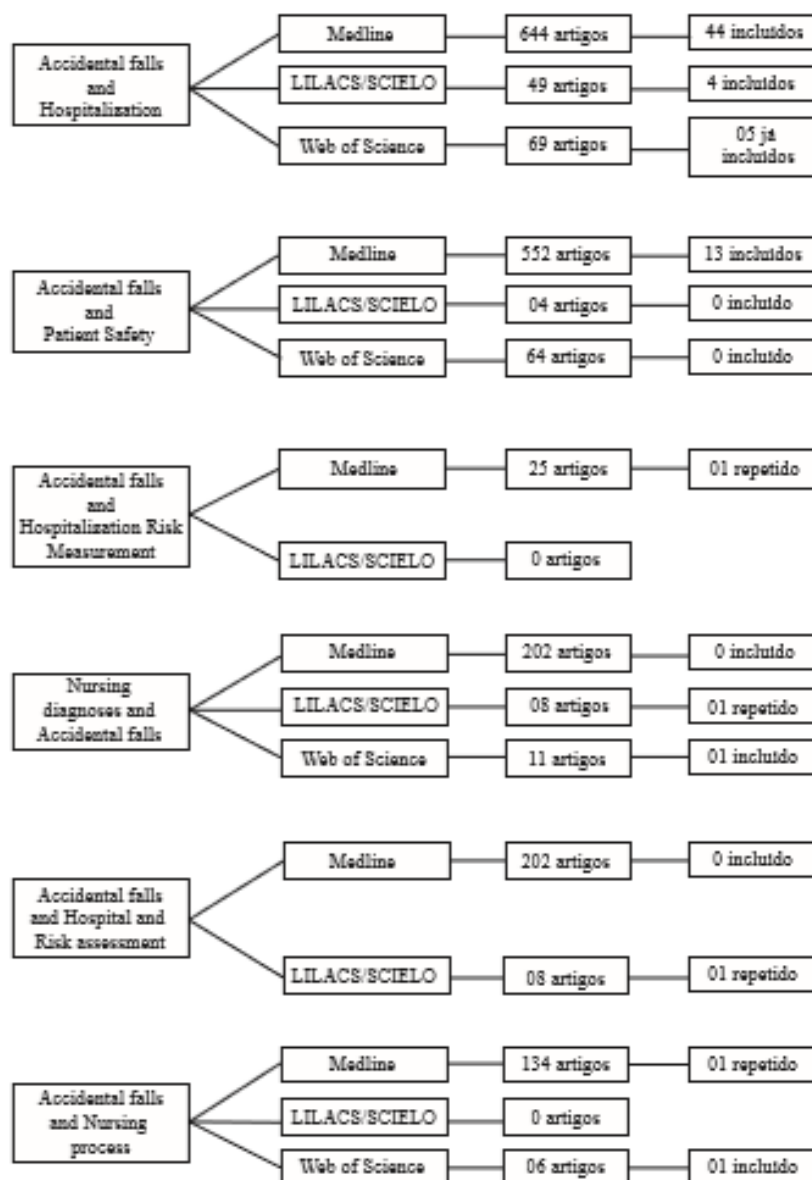 Accidental falls
and
Hospitalization
Medline
644 artigos
44 incluídos
LILACS/SCIELO
49 artigos
4 incluídos
Web of Science
69 artigos
05 já
incluídos
Accidental falls
and
Patient Safety
Medline
552 artigos
13 incluídos
LILACS/SCIELO
04 artigos
0 incluído
Web of Science
64 artigos
0 incluído
Accidental falls
and
Hospitalization Risk
Measurement
Medline
25 artigos
01 repetido
LILACS/SCIELO
0 artigos
Nursing
diagnoses and
Accidental falls
Medline
202 artigos
0 incluído
LILACS/SCIELO
08 artigos
01 repetido
Web of Science
11 artigos
01 incluído
Accidental falls
and Hospital and
Risk assessment
Medline
202 artigos
0 incluído
LILACS/SCIELO
08 artigos
01 repetido
Accidental falls
and Nursing
process
Medline
134 artigos
01 repetido
LILACS/SCIELO
0 artigos
Web of Science
06 artigos
01 incluído